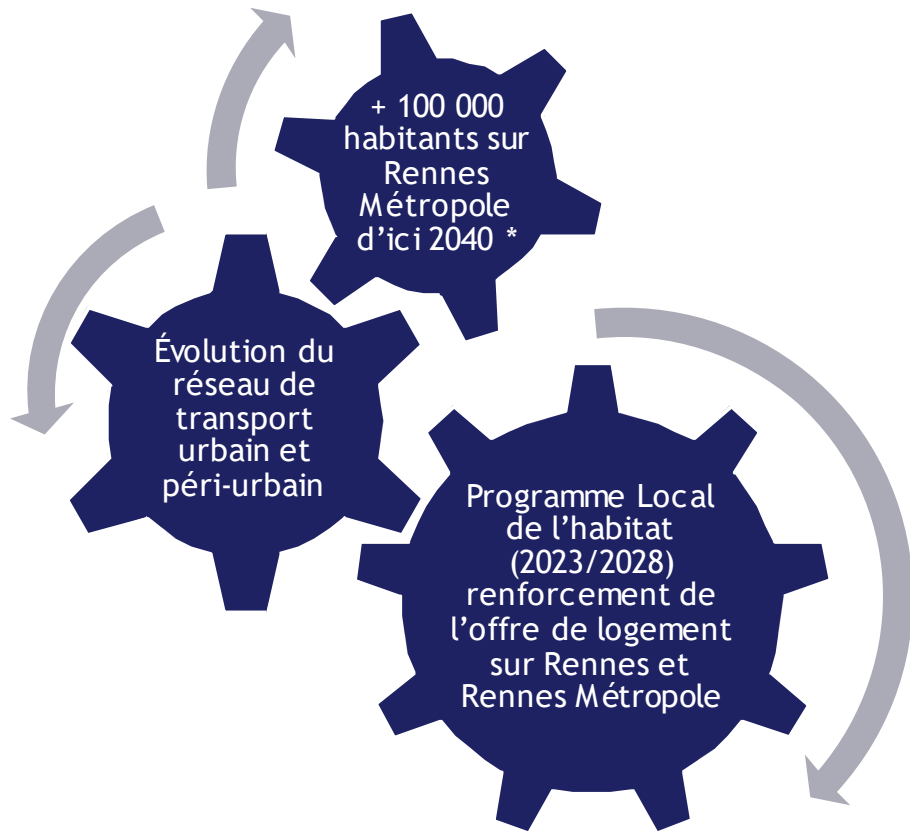 + 100 000
habitants sur
Rennes
Métropole
d’ici 2040 *
Évolution du
réseau de
transport
urbain et
péri-urbain
Programme Local
de l’habitat
(2023/2028)
renforcement de
l’offre de logement
sur Rennes et
Rennes Métropole